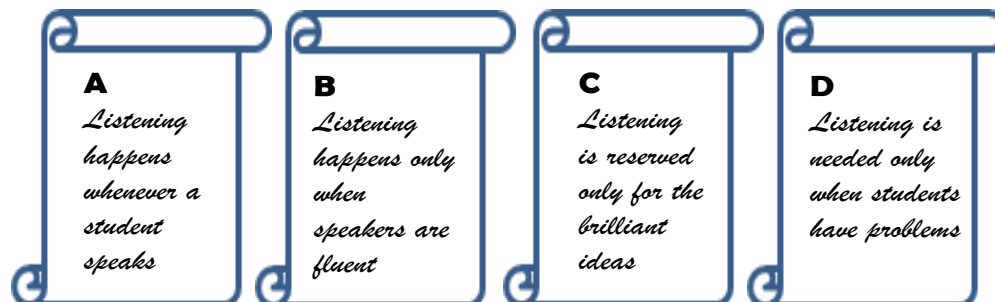 A
Listening
happens
whenever a
student
speaks
B
Listening
happens only
when
speakers are
fluent
C
Listening
is reserved
only for the
brilliant
ideas
D
Listening is
needed only
when students
have problems